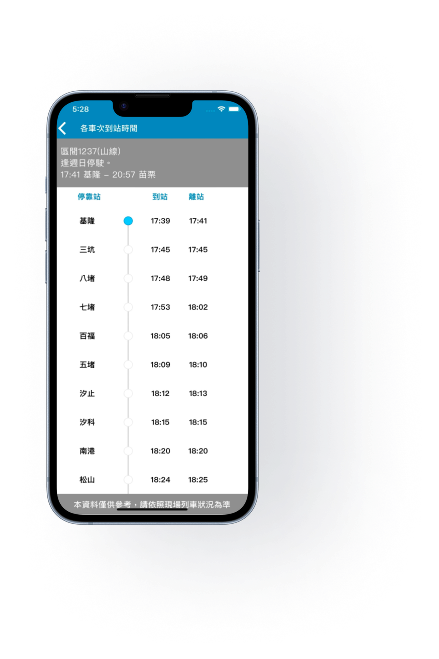 5:28
各車次到站時間
區間1237(山線)
逢週日停駛。
17:41 基隆 - 20:57 苗栗
停靠站 到站 離站
基隆 17:39 17:41
三坑 17:45 17:45
八堵 17:48 17:49
七堵 17:53 18:02
百福 18:05 18:06
五堵 18:09 18:10
汐止 18:12 18:13
汐科 18:15 18:15
南港 18:20 18:20
松山 18:24 18:25
本資料僅供參考，請依照現場列車狀況為準